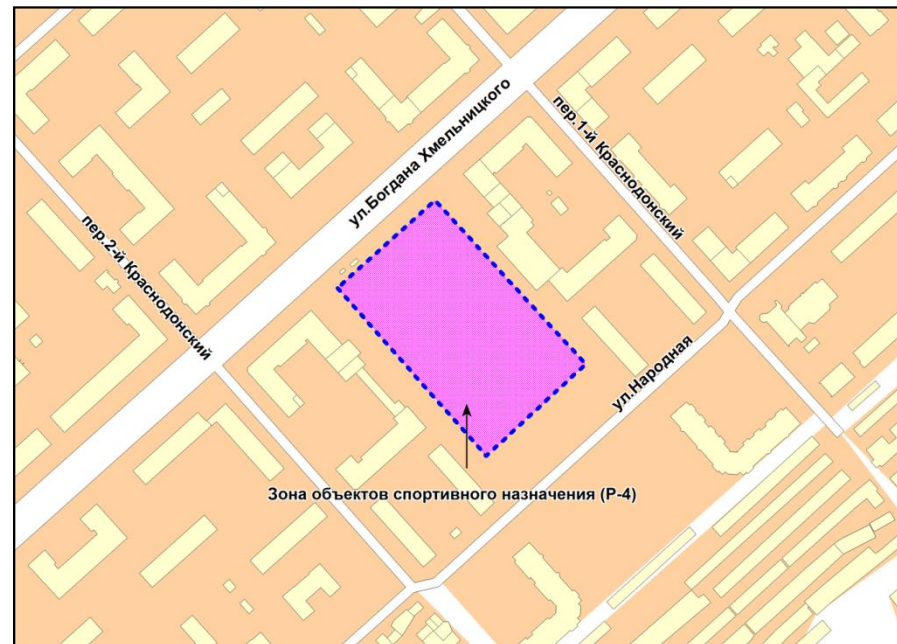 ул.Богдана Хмельницкого
пер.1-й Краснодонский
пер.2-й Краснодонский
ул.Народная
Зона объектов спортивного назначения (Р-4)